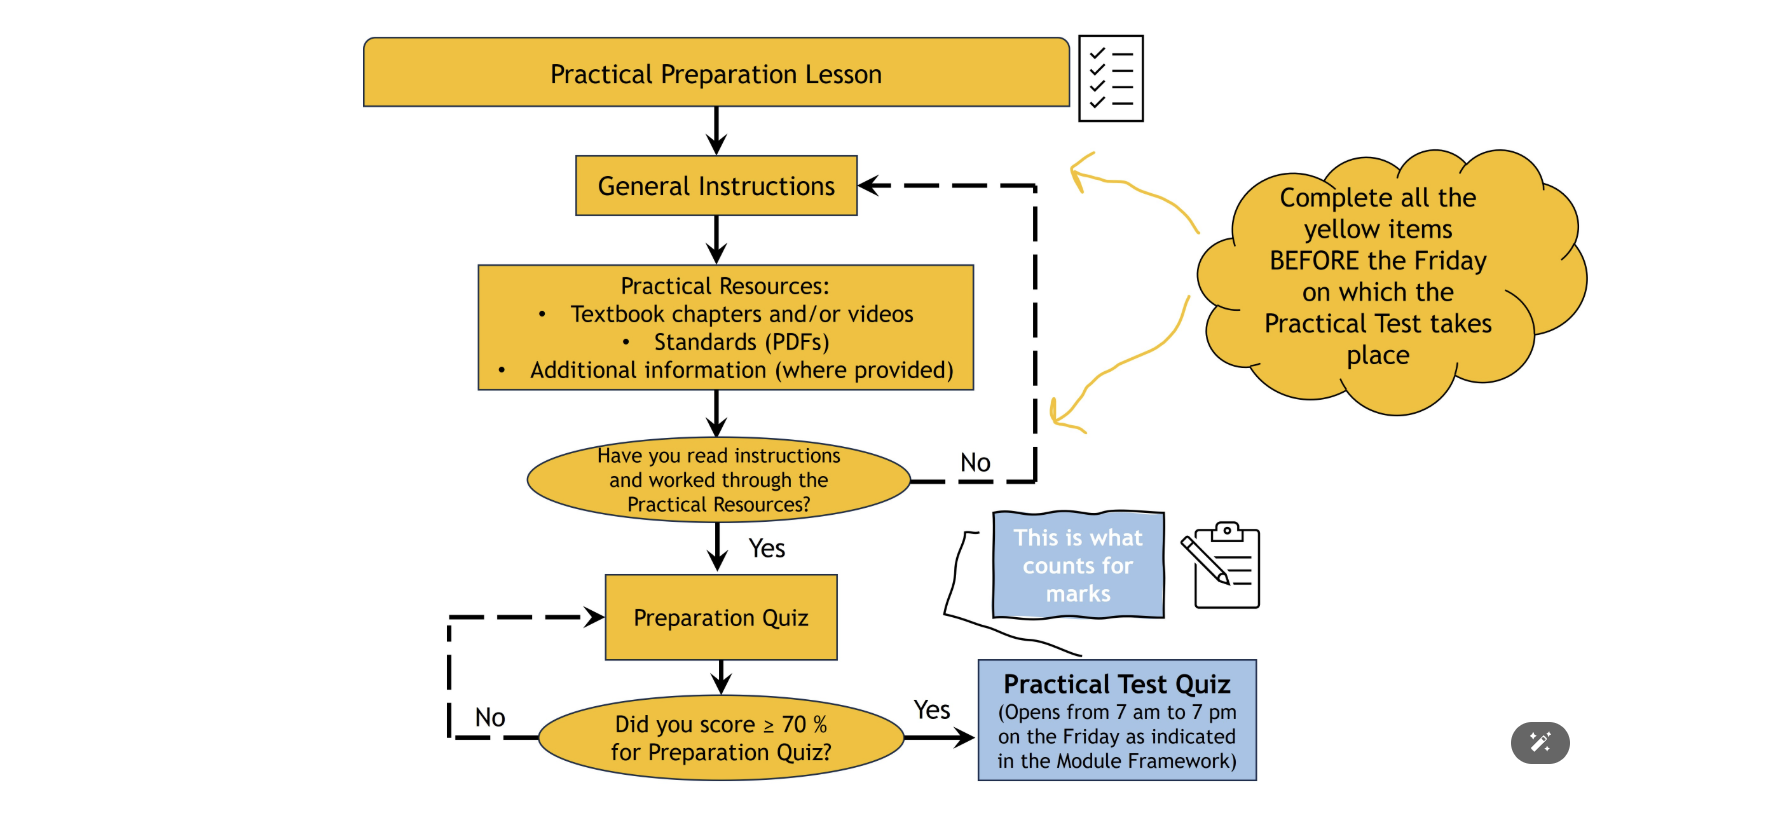 Practical Preparation Lesson
General Instructions
Practical Resources:
• Textbook chapters and/or videos
• Standards (PDFs)
• Additional information (where provided)
Complete all the
yellow items
BEFORE the Friday
on which the
Practical Test takes
place
Have you read instructions
and worked through the
Practical Resources?
No
Yes
This is what
counts for
marks
Preparation Quiz
Did you score ≥ 70 %
for Preparation Quiz?
No
Yes
Practical Test Quiz
(Opens from 7 am to 7 pm
on the Friday as indicated
in the Module Framework)